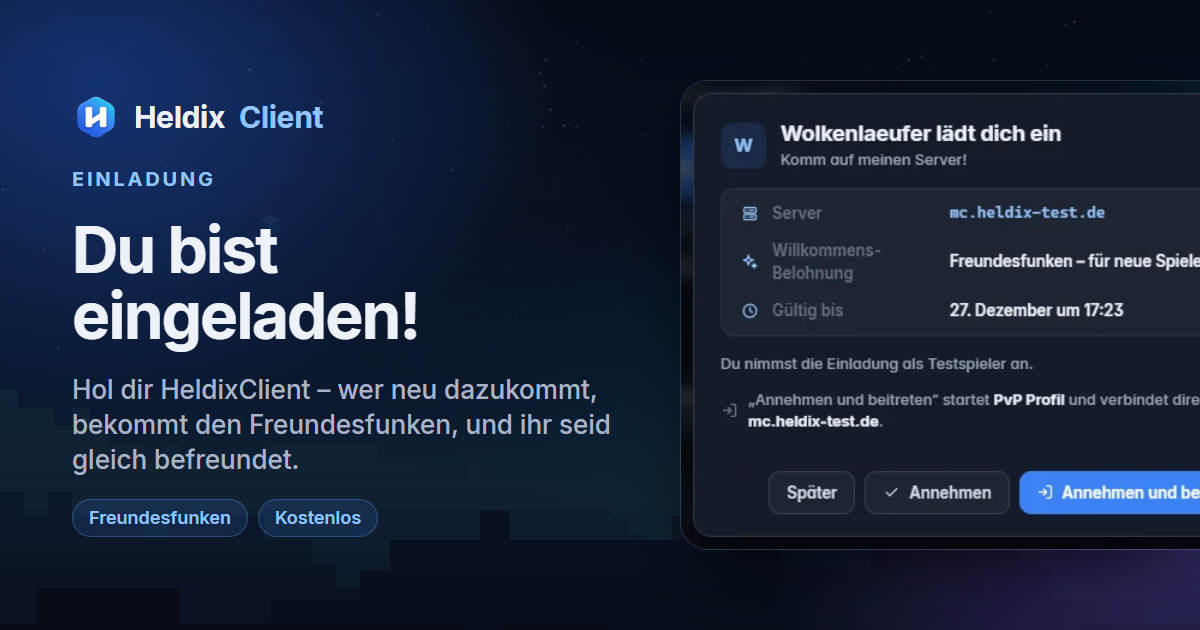 Heldix Client
EINLADUNG
Du bist
eingeladen!
Hol dir HeldixClient – wer neu dazukommt,
bekommt den Freundesfunken, und ihr seid
gleich befreundet.
Freundesfunken
Kostenlos
W
Wolkenlaeufer lädt dich ein
Komm auf meinen Server!
Server
mc.heldix-test.de
Willkommens-
Belohnung
Freundesfunken – für neue Spiele
Gültig bis
27. Dezember um 17:23
Du nimmst die Einladung als Testspieler an.
„Annehmen und beitreten“ startet PvP Profil und verbindet dire
mc.heldix-test.de.
Später
Annehmen
Annehmen und be